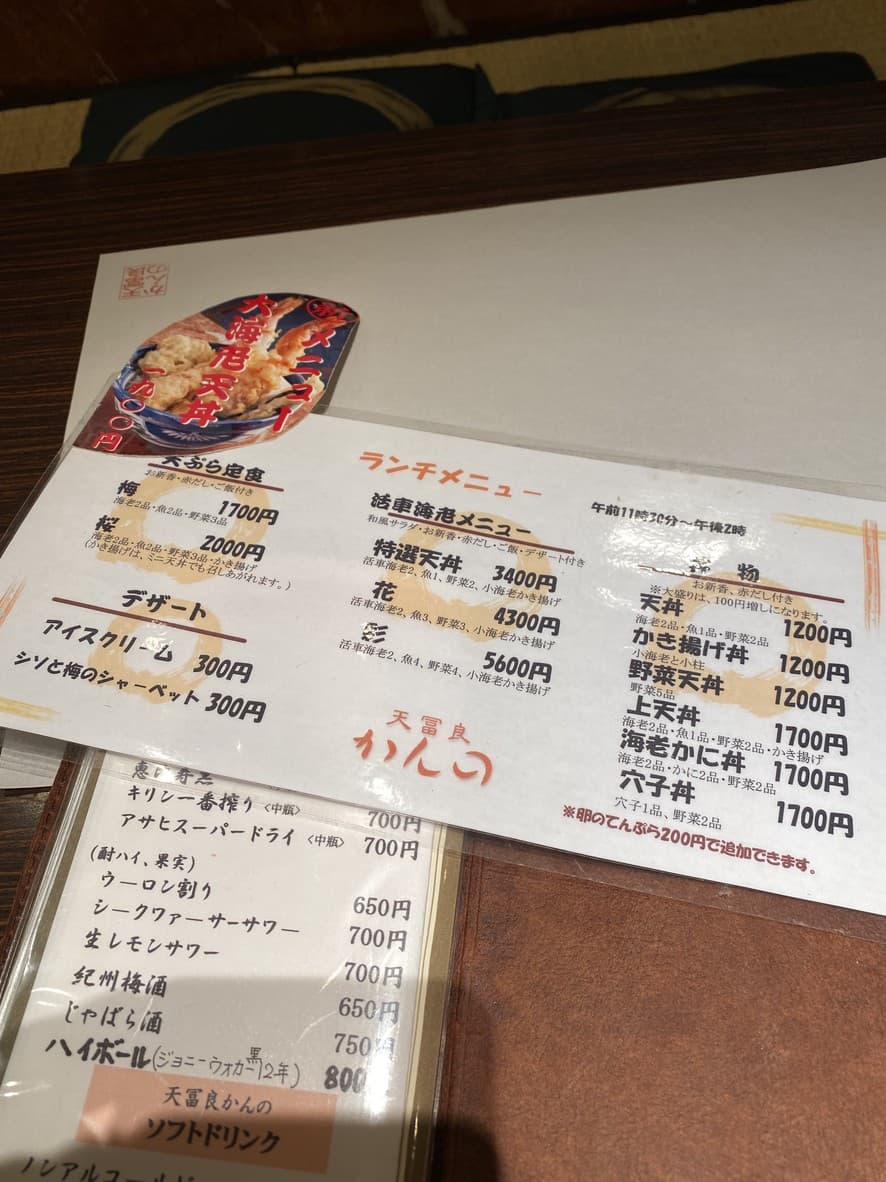 天冨良
かんの
メニュー
大海老天丼
一九〇〇円
天ぷら定食
お新香・赤だし・ご飯付き
梅 1700円
海老2品・魚2品・野菜3品
桜 2000円
海老2品・魚2品・野菜3品・かき揚げ
(かき揚げは、ミニ天丼でも召しあがれます。)
デザート
アイスクリーム 300円
シソと梅のシャーベット 300円
ランチメニュー
活車海老メニュー
和風サラダ・お新香・赤だし・ご飯・デザート付き
特選天丼 3400円
活車海老2、魚1、野菜2、小海老かき揚げ
花 4300円
活車海老2、魚3、野菜3、小海老かき揚げ
彩 5600円
活車海老2、魚4、野菜4、小海老かき揚げ
天冨良
かんの
午前11時30分～午後2時
丼物
お新香、赤だし付き
※大盛りは、100円増しになります。
天丼 1200円
海老2品・魚1品・野菜2品
かき揚げ丼 1200円
小海老と小柱
野菜天丼 1200円
野菜5品
上天丼 1700円
海老2品・魚1品・野菜2品・かき揚げ
海老かに丼 1700円
海老2品・かに2品・野菜2品
穴子丼 1700円
穴子1品、野菜2品
※卵のてんぷら200円で追加できます。
キリン一番搾り〈中瓶〉 700円
アサヒスーパードライ〈中瓶〉 700円
(酎ハイ、果実)
ウーロン割り 650円
シークヮーサーサワー 700円
生レモンサワー 700円
紀州梅酒 650円
じゃばら酒 750円
ハイボール(ジョニーウォカー黒12年) 800
天冨良かんの
ソフトドリンク